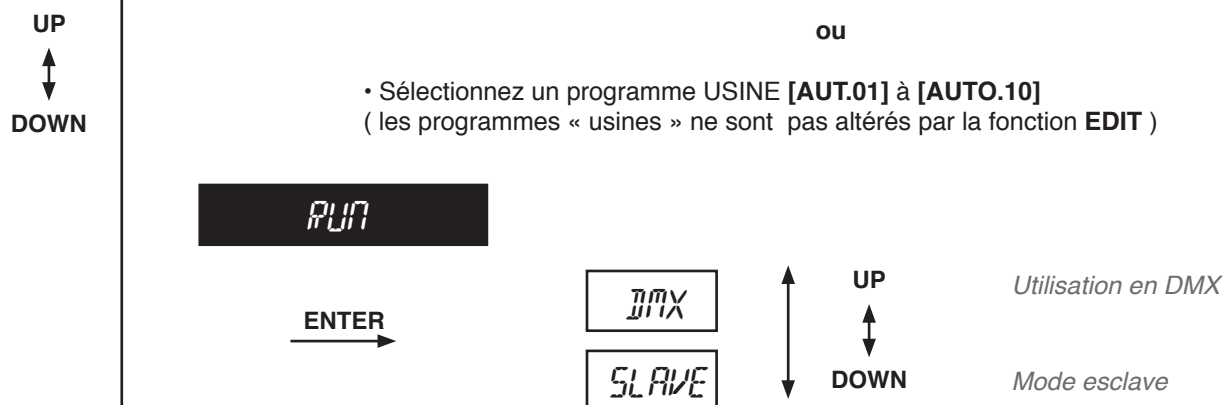 UP
DOWN
ou
• Sélectionnez un programme USINE [AUT.01] à [AUTO.10]
( les programmes « usines » ne sont pas altérés par la fonction EDIT )
RUN
ENTER
DMX
UP
Utilisation en DMX
SLAVE
DOWN
Mode esclave